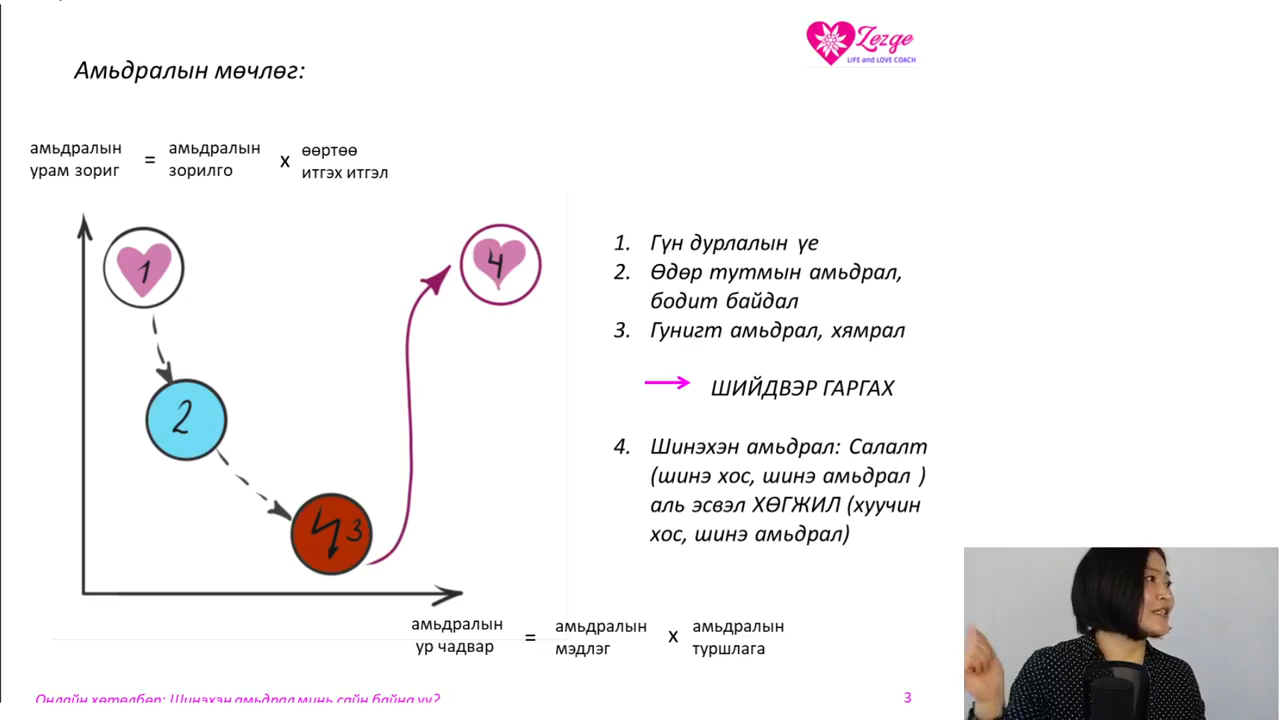 Zezge
LIFE and LOVE COACH
Амьдралын мөчлөг:
амьдралын
урам зориг
=
амьдралын
зорилго
x
өөртөө
итгэх итгэл
1
2
3
4
1. Гүн дурлалын үе
2. Өдөр тутмын амьдрал,
бодит байдал
3. Гунигт амьдрал, хямрал
ШИЙДВЭР ГАРГАХ
4. Шинэхэн амьдрал: Салалт
(шинэ хос, шинэ амьдрал )
аль эсвэл ХӨГЖИЛ (хуучин
хос, шинэ амьдрал)
амьдралын
ур чадвар
=
амьдралын
мэдлэг
x
амьдралын
туршлага
Онлайн хөтөлбөр: Шинэхэн амьдрал минь сайн байна уу?
3